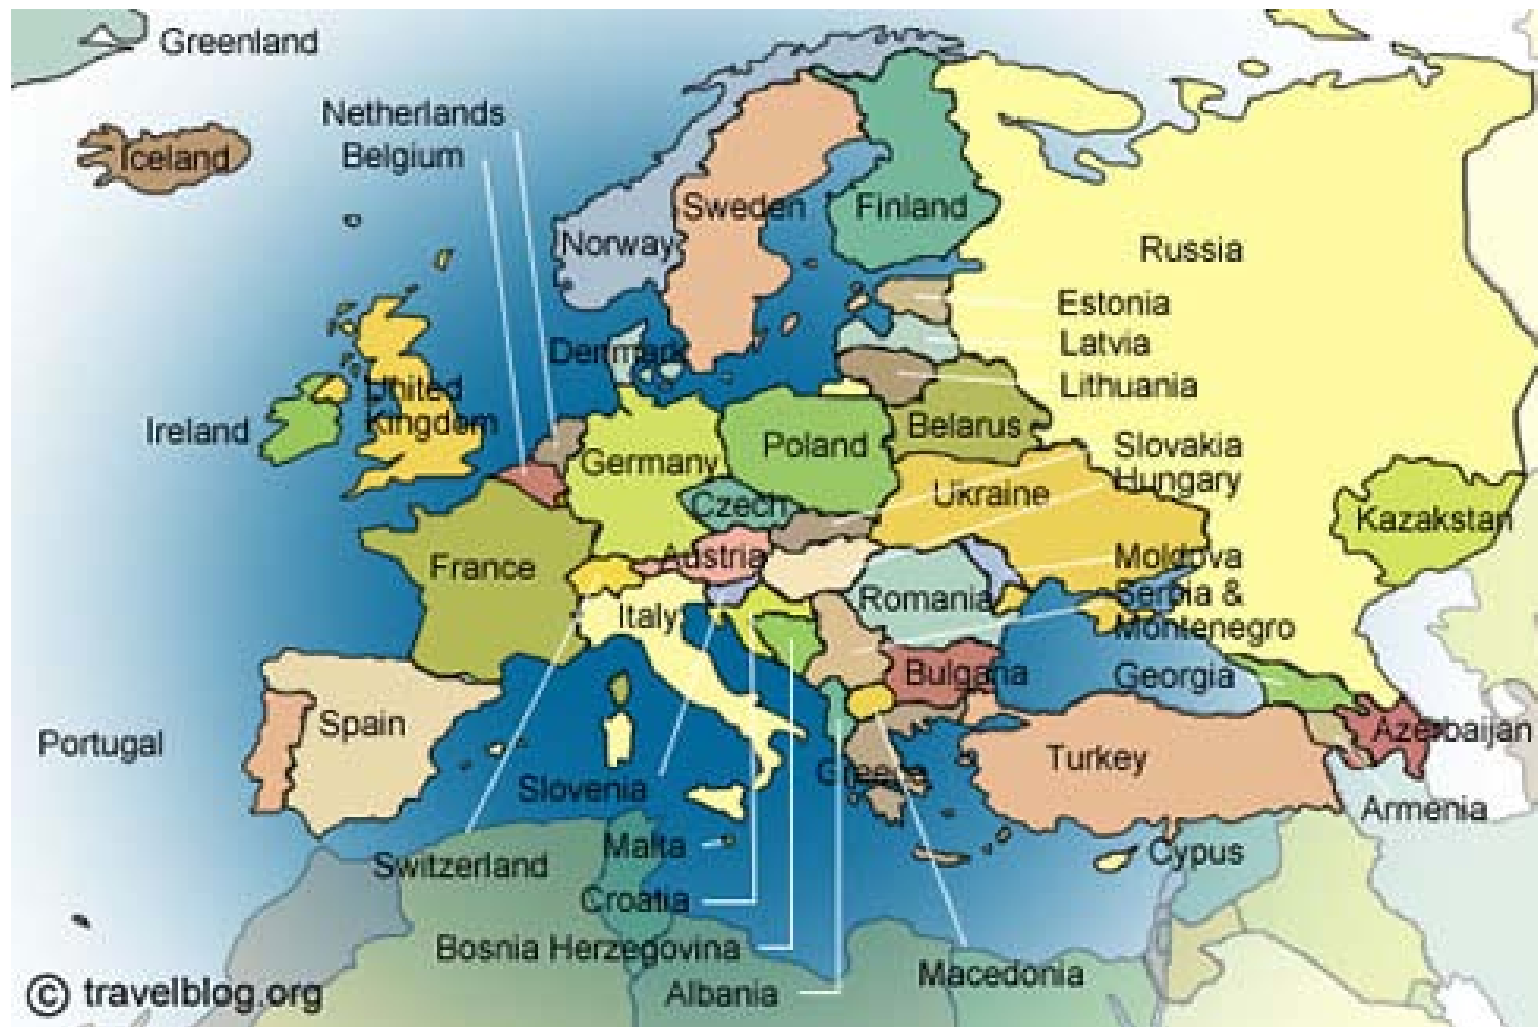 Greenland
Netherlands
Belgium
Iceland
Sweden
Finland
Norway
Russia
Estonia
Latvia
Lithuania
Denmark
United
Kingdom
Ireland
Belarus
Poland
Germany
Slovakia
Hungary
Ukraine
Czech
Kazakstan
France
Austria
Moldova
Serbia &
Montenegro
Romania
Italy
Bulgaria
Georgia
Spain
Portugal
Azerbaijan
Turkey
Greece
Slovenia
Armenia
Malta
Cypus
Switzerland
Croatia
Bosnia Herzegovina
Macedonia
Albania
© travelblog.org